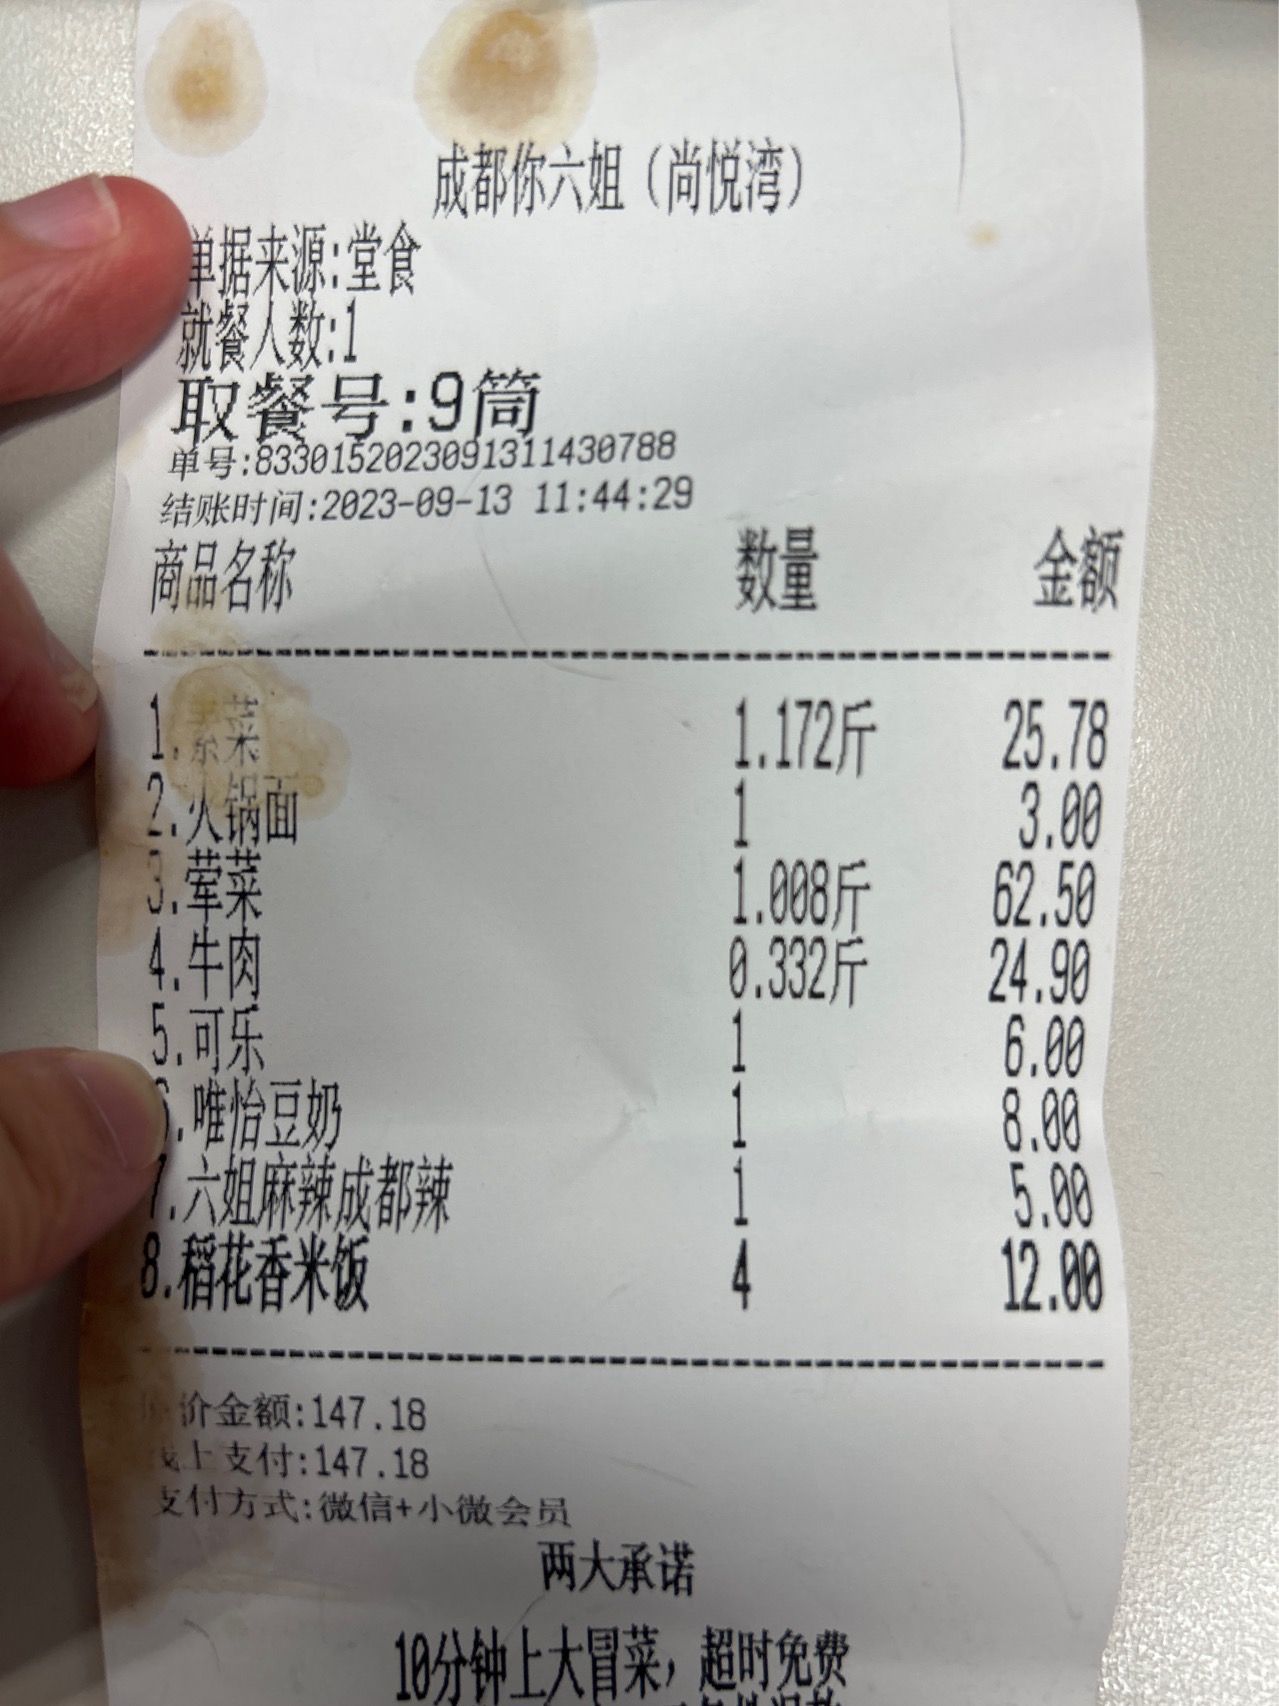 成都你六姐（尚悦湾）
单据来源:堂食
就餐人数:1
取餐号:9筒
单号:83301520230913114307​88
结账时间:2023-09-13 11:44:29
商品名称 数量 金额
1.素菜 1.172斤 25.78
2.火锅面 1 3.00
3.荤菜 1.008斤 62.50
4.牛肉 0.332斤 24.90
5.可乐 1 6.00
6.唯怡豆奶 1 8.00
7.六姐麻辣成都辣 1 5.00
8.稻花香米饭 4 12.00
价金额:147.18
线上支付:147.18
支付方式:微信+小微会员
两大承诺
10分钟上大冒菜，超时免费